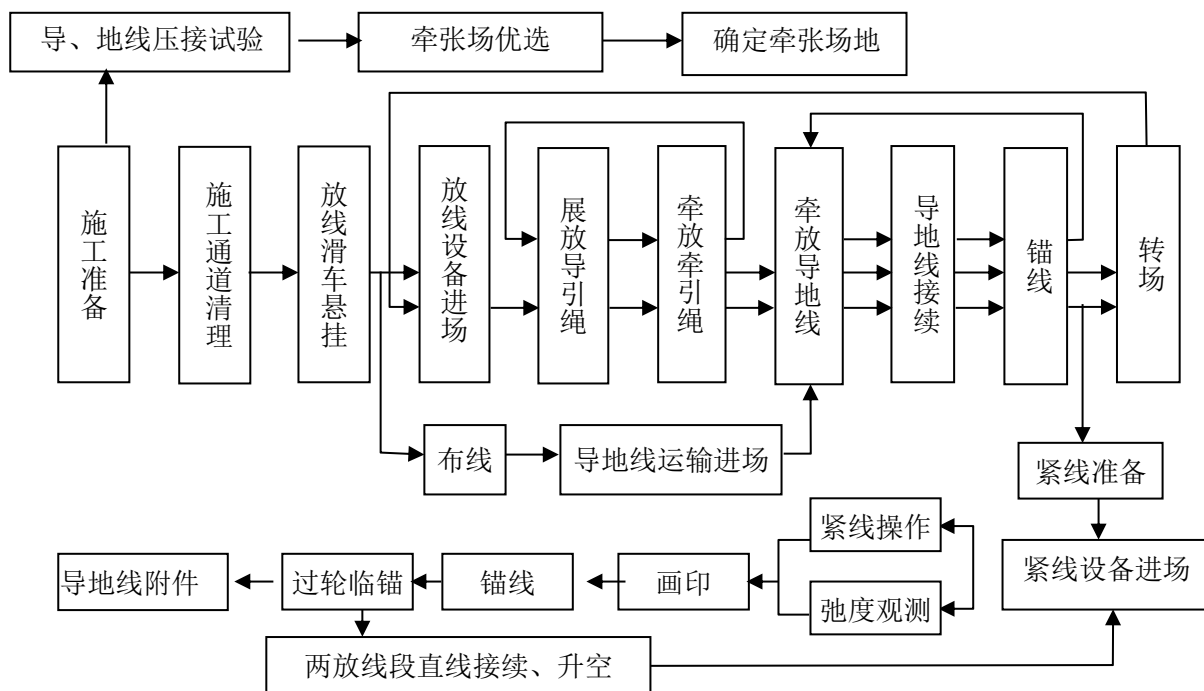 导、地线压接试验
牵张场优选
确定牵张场地
施工准备
施工通道清理
放线滑车悬挂
放线设备进场
展放导引绳
牵放牵引绳
牵放导地线
导地线接续
锚线
转场
布线
导地线运输进场
紧线准备
紧线操作
导地线附件
过轮临锚
锚线
画印
紧线设备进场
弛度观测
两放线段直线接续、升空